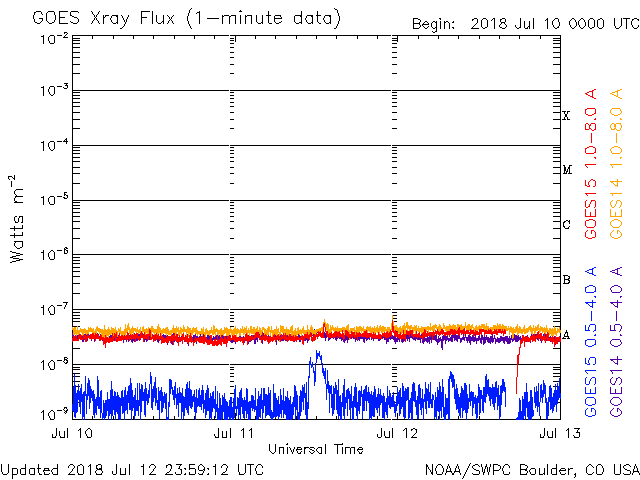 GOES Xray Flux (1-minute data)
Begin: 2018 Jul 10 0000 UTC
10⁻²
10⁻³
10⁻⁴
10⁻⁵
10⁻⁶
10⁻⁷
10⁻⁸
10⁻⁹
Watts m⁻²
X
M
C
B
A
GOES15 1.0-8.0 A
GOES14 1.0-8.0 A
GOES15 0.5-4.0 A
GOES14 0.5-4.0 A
Jul 10 Jul 11 Jul 12 Jul 13
Universal Time
Updated 2018 Jul 12 23:59:12 UTC
NOAA/SWPC Boulder, CO USA